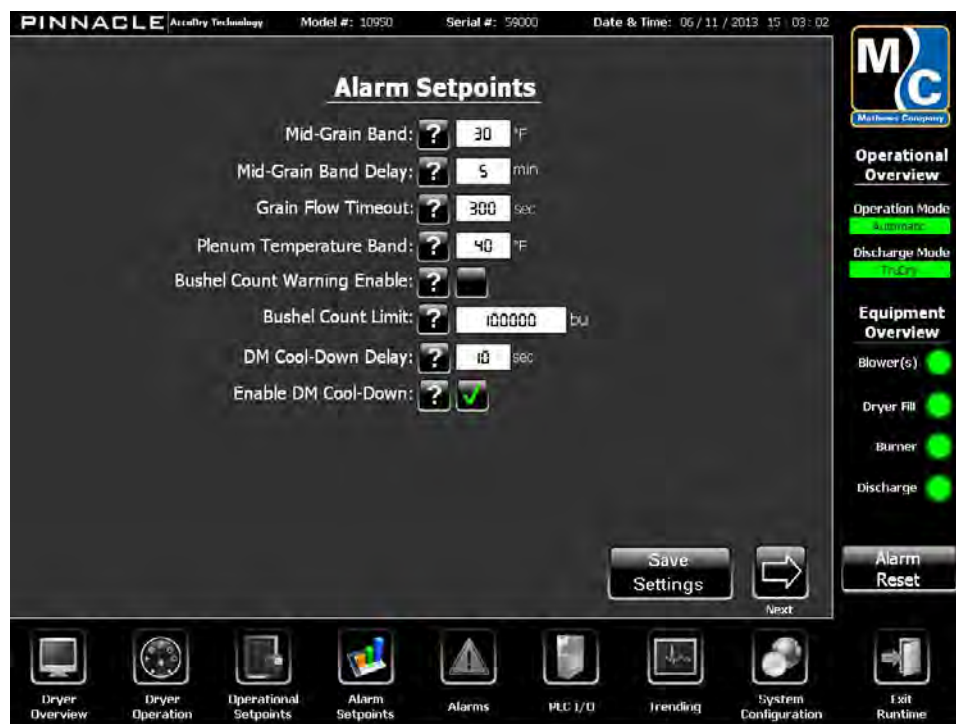 PINNACLE AccuDry Technology Model #: 10950 Serial #: 59000 Date & Time: 06/11/2013 15:03:02
Alarm Setpoints
Mid-Grain Band: ? 30 °F
Mid-Grain Band Delay: ? 5 min
Grain Flow Timeout: ? 300 sec
Plenum Temperature Band: ? 40 °F
Bushel Count Warning Enable: ?
Bushel Count Limit: ? 100000 bu
DM Cool-Down Delay: ? 10 sec
Enable DM Cool-Down: ? ✓
Save
Settings
Next
MC
Mathews Company
Operational
Overview
Operation Mode
Automatic
Discharge Mode
TruDry
Equipment
Overview
Blower(s)
Dryer Fill
Burner
Discharge
Alarm
Reset
Dryer
Overview
Dryer
Operation
Operational
Setpoints
Alarm
Setpoints
Alarms
PLC I/O
Trending
System
Configuration
Exit
Runtime